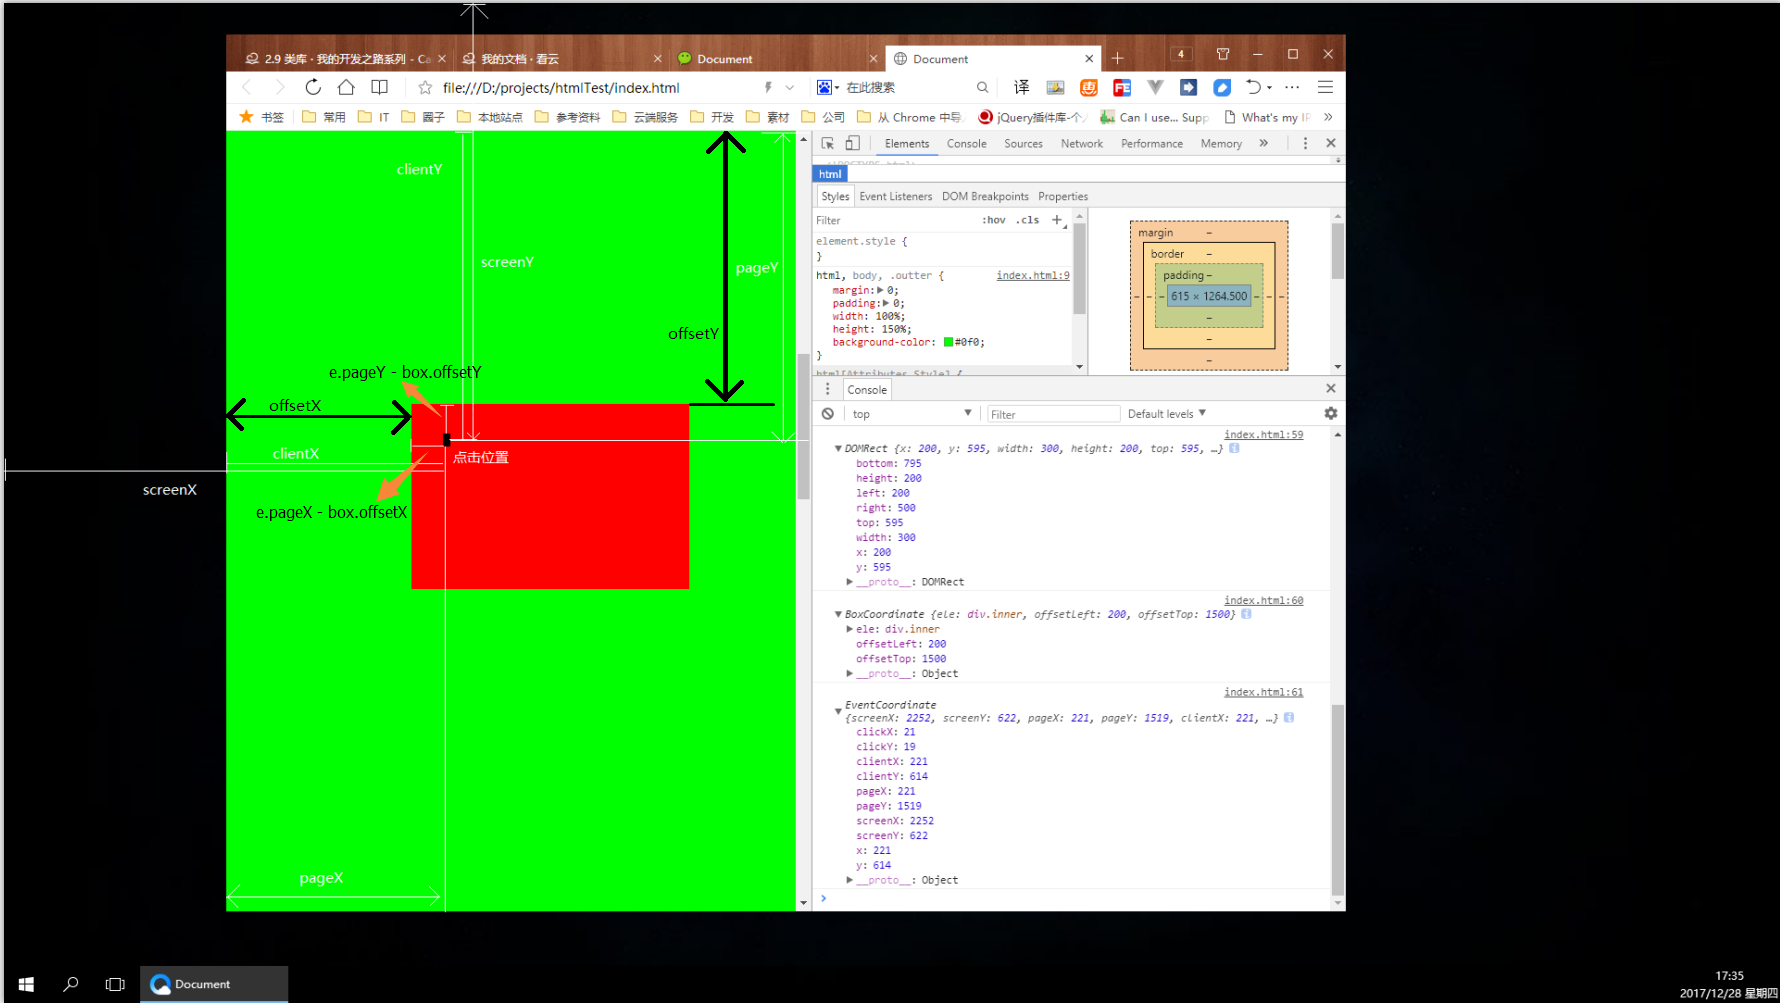 2.9 类库 · 我的开发之路系列 - Ca
我的文档 · 看云
Document
Document
4
file:///D:/projects/htmlTest/index.html
在此搜索
译
惠
FE
书签
常用
IT
圈子
本地站点
参考资料
云端服务
开发
素材
公司
从 Chrome 中导
jQuery插件库-个
Can I use... Supp
What's my IP
»
clientY
screenY
pageY
offsetY
e.pageY - box.offsetY
offsetX
clientX
点击位置
screenX
e.pageX - box.offsetX
pageX
Elements
Console
Sources
Network
Performance
Memory
»
html
Styles
Event Listeners
DOM Breakpoints
Properties
Filter
:hov
.cls
+
element.style {
}
html, body, .outter {
index.html:9
margin:▶ 0;
padding:▶ 0;
width: 100%;
height: 150%;
background-color: #0f0;
}
html[Attributes Style] {
margin
–
border
–
padding –
615 × 1264.500
Console
top
Filter
Default levels ▼
index.html:59
▼DOMRect {x: 200, y: 595, width: 300, height: 200, top: 595, …}
bottom: 795
height: 200
left: 200
right: 500
top: 595
width: 300
x: 200
y: 595
▶__proto__: DOMRect
index.html:60
▼BoxCoordinate {ele: div.inner, offsetLeft: 200, offsetTop: 1500}
▶ele: div.inner
offsetLeft: 200
offsetTop: 1500
▶__proto__: Object
index.html:61
▼EventCoordinate
{screenX: 2252, screenY: 622, pageX: 221, pageY: 1519, clientX: 221, …}
clickX: 21
clickY: 19
clientX: 221
clientY: 614
pageX: 221
pageY: 1519
screenX: 2252
screenY: 622
x: 221
y: 614
▶__proto__: Object
Document
17:35
2017/12/28 星期四